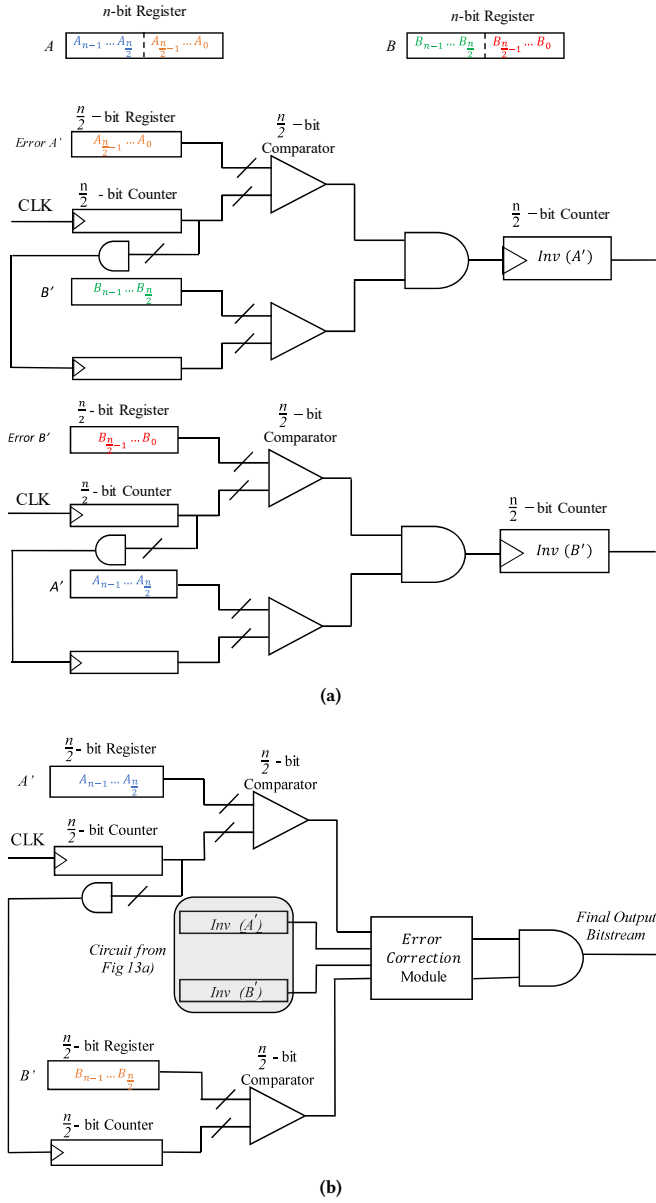 n-bit Register n-bit Register
A A_{n-1} ... A_{n/2} A_{n/2-1} ... A_0 B B_{n-1} ... B_{n/2} B_{n/2-1} ... B_0
n/2 – bit Register n/2 – bit
Error A' A_{n/2-1} ... A_0 Comparator
n/2 - bit Counter
CLK
n/2 – bit Counter
Inv (A′)
B' B_{n-1} ... B_{n/2}
n/2 - bit Register n/2 – bit
Error B' B_{n/2-1} ... B_0 Comparator
CLK n/2 - bit Counter
n/2 – bit Counter
Inv (B′)
A' A_{n-1} ... A_{n/2}
(a)
n/2 - bit Register
A' A_{n-1} ... A_{n/2} n/2 - bit
Comparator
CLK n/2 - bit Counter
Inv (A′) Final Output
Circuit from Error Bitstream
Fig 13a) Correction
Module
Inv (B′)
n/2 - bit Register n/2 - bit
B' B_{n-1} ... B_{n/2} Comparator
n/2 - bit Counter
(b)